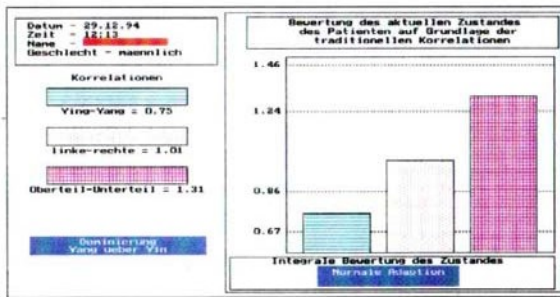 Datum - 29.12.94
Zeit - 12:13
Name -
Geschlecht - maennlich
Korrelationen
Ying-Yang = 0.75
linke-rechte = 1.01
Oberteil-Unterteil = 1.31
Dominierung
Yang ueber Yin
Bewertung des aktuellen Zustandes
des Patienten auf Grundlage der
traditionellen Korrelationen
1.46
1.24
0.86
0.67
Integrale Bewertung des Zustandes
Normale Adaption